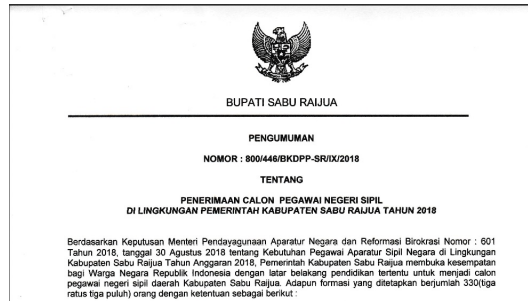 BUPATI SABU RAIJUA
PENGUMUMAN
NOMOR : 800/446/BKDPP-SR/IX/2018
TENTANG
PENERIMAAN CALON PEGAWAI NEGERI SIPIL
DI LINGKUNGAN PEMERINTAH KABUPATEN SABU RAIJUA TAHUN 2018
Berdasarkan Keputusan Menteri Pendayagunaan Aparatur Negara dan Reformasi Birokrasi Nomor : 601
Tahun 2018, tanggal 30 Agustus 2018 tentang Kebutuhan Pegawai Aparatur Sipil Negara di Lingkungan
Kabupaten Sabu Raijua Tahun Anggaran 2018, Pemerintah Kabupaten Sabu Raijua membuka kesempatan
bagi Warga Negara Republik Indonesia dengan latar belakang pendidikan tertentu untuk menjadi calon
pegawai negeri sipil daerah Kabupaten Sabu Raijua. Adapun formasi yang ditetapkan berjumlah 330(tiga
ratus tiga puluh) orang dengan ketentuan sebagai berikut :